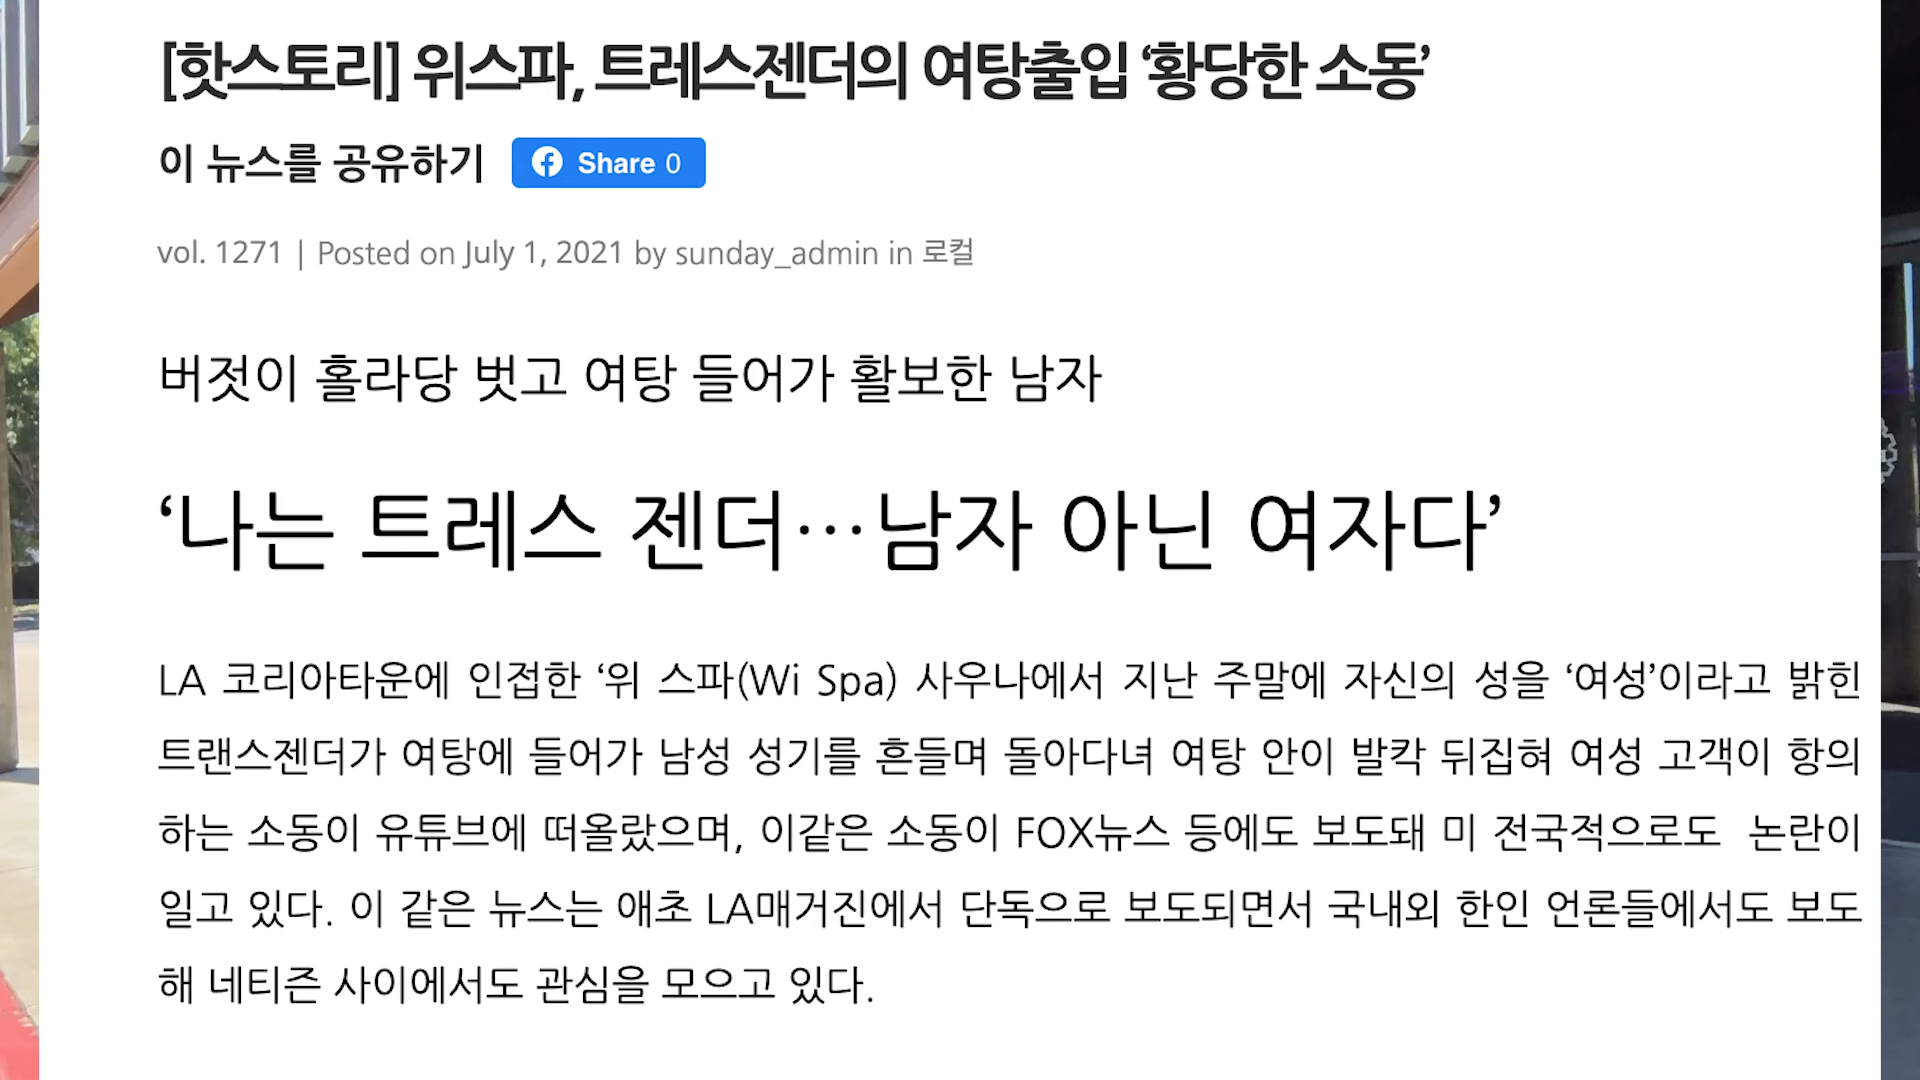 [핫스토리] 위스파, 트레스젠더의 여탕출입 ‘황당한 소동’
이 뉴스를 공유하기 Share 0
vol. 1271 | Posted on July 1, 2021 by sunday_admin in 로컬
버젓이 홀라당 벗고 여탕 들어가 활보한 남자
‘나는 트레스 젠더…남자 아닌 여자다’
LA 코리아타운에 인접한 ‘위 스파(Wi Spa) 사우나에서 지난 주말에 자신의 성을 ‘여성’이라고 밝힌
트랜스젠더가 여탕에 들어가 남성 성기를 흔들며 돌아다녀 여탕 안이 발칵 뒤집혀 여성 고객이 항의
하는 소동이 유튜브에 떠올랐으며, 이같은 소동이 FOX뉴스 등에도 보도돼 미 전국적으로도 논란이
일고 있다. 이 같은 뉴스는 애초 LA매거진에서 단독으로 보도되면서 국내외 한인 언론들에서도 보도
해 네티즌 사이에서도 관심을 모으고 있다.